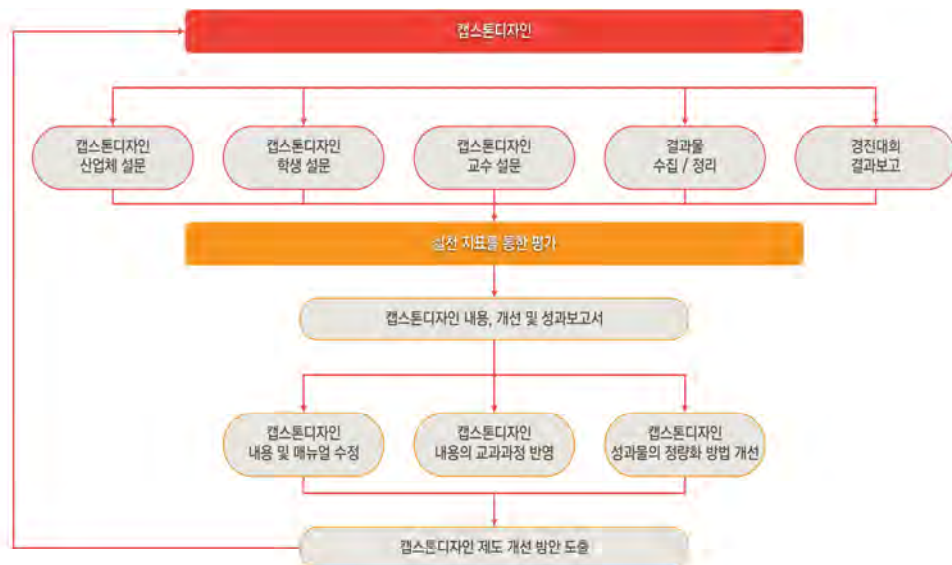 캡스톤디자인
캡스톤디자인
산업체 설문
캡스톤디자인
학생 설문
캡스톤디자인
교수 설문
결과물
수집 / 정리
경진대회
결과보고
실천 지표를 통한 평가
캡스톤디자인 내용, 개선 및 성과보고서
캡스톤디자인
내용 및 매뉴얼 수정
캡스톤디자인
내용의 교과과정 반영
캡스톤디자인
성과물의 정량화 방법 개선
캡스톤디자인 제도 개선 방안 도출